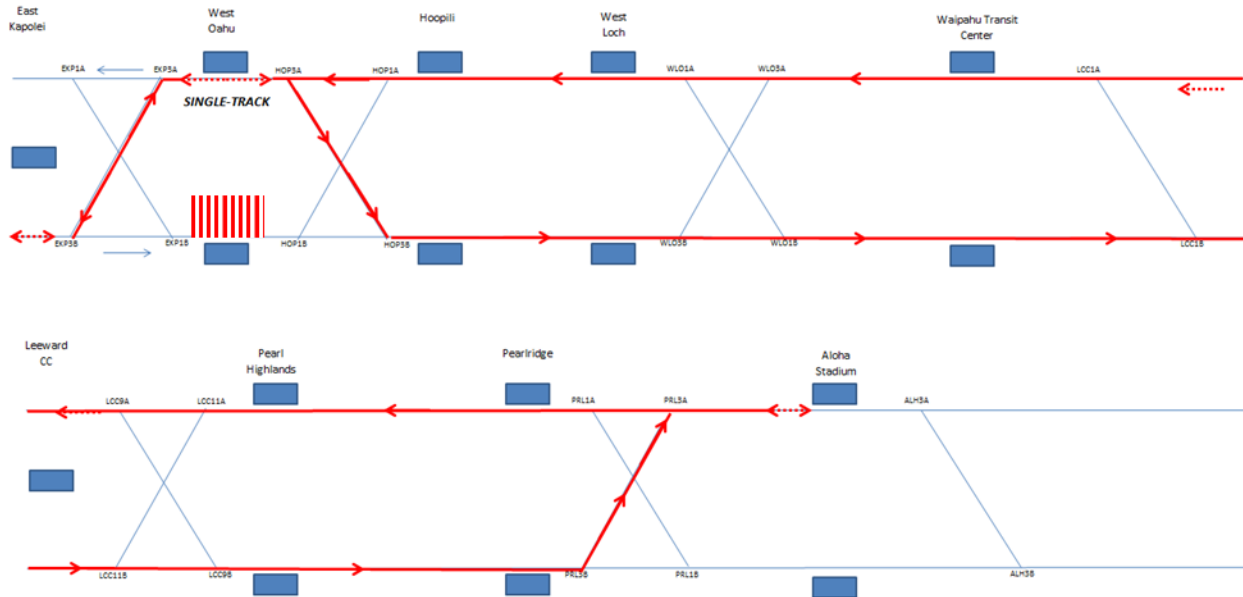 East
Kapolei
West
Oahu
Hoopili
West
Loch
Waipahu Transit
Center
EKP1A
EKP3A
HOP3A
HOP1A
WLO1A
WLO3A
LCC1A
SINGLE-TRACK
EKP3B
EKP1B
HOP1B
HOP3B
WLO3B
WLO1B
LCC1B
Leeward
CC
Pearl
Highlands
Pearlridge
Aloha
Stadium
LCC9A
LCC11A
PRL1A
PRL3A
ALH3A
LCC11B
LCC9B
PRL3B
PRL1B
ALH3B